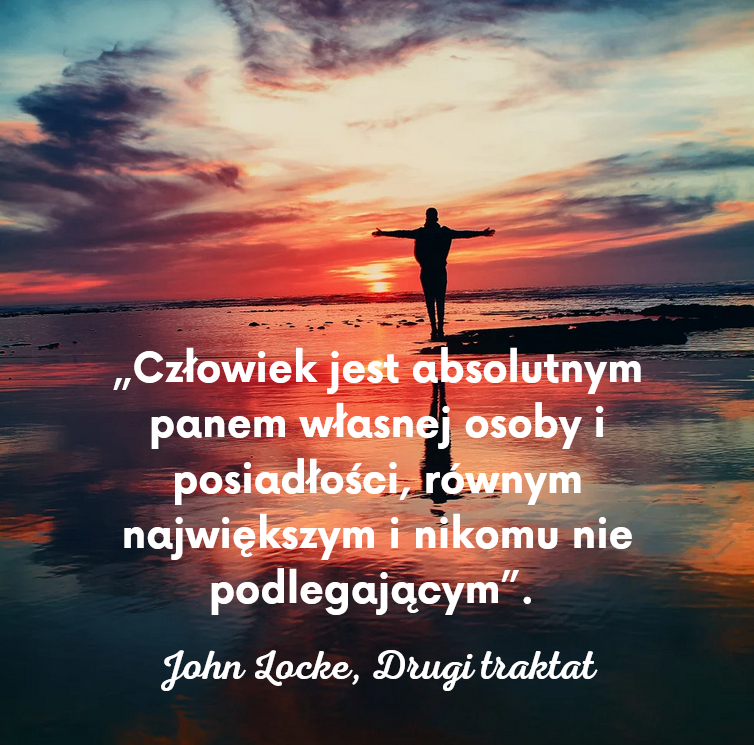 „Człowiek jest absolutnym
panem własnej osoby i
posiadłości, równym
największym i nikomu nie
podlegającym”.
John Locke, Drugi traktat